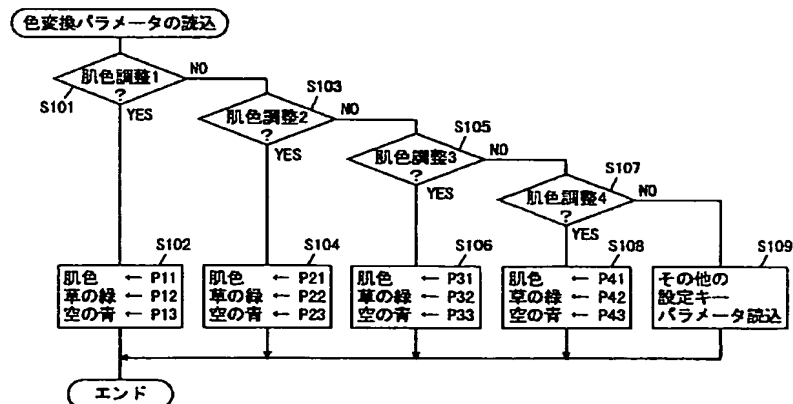 色変換パラメータの読込
肌色調整1
?
NO
S101
YES
S103
肌色調整2
?
NO
YES
S105
肌色調整3
?
NO
YES
S107
肌色調整4
?
NO
YES
S102
肌色 ← P11
草の緑 ← P12
空の青 ← P13
S104
肌色 ← P21
草の緑 ← P22
空の青 ← P23
S106
肌色 ← P31
草の緑 ← P32
空の青 ← P33
S108
肌色 ← P41
草の緑 ← P42
空の青 ← P43
S109
その他の
設定キー
パラメータ読込
エンド